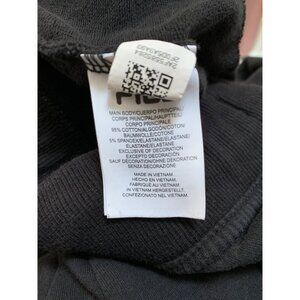 MAIN BODY/CUERPO PRINCIPAL/
CORPS PRINCIPAL/HAUPTTEIL/
CORPO PRINCIPALE
95% COTTON/ALGODÓN/COTON/
BAUMWOLLE/COTONE
5% SPANDEX/ELASTANO/
ELASTHANNE/ELASTAN/ELASTANE
EXCLUSIVE OF DECORATION
EXCEPTO DECORACIÓN
SAUF DÉCORATION/OHNE DEKORATION
SENZA DECORAZIONE
MADE IN VIETNAM.
HECHO EN VIETNAM.
FABRIQUÉ AU VIETNAM
IN VIETNAM HERGESTELLT.
CONFEZIONATO NEL VIETNAM.